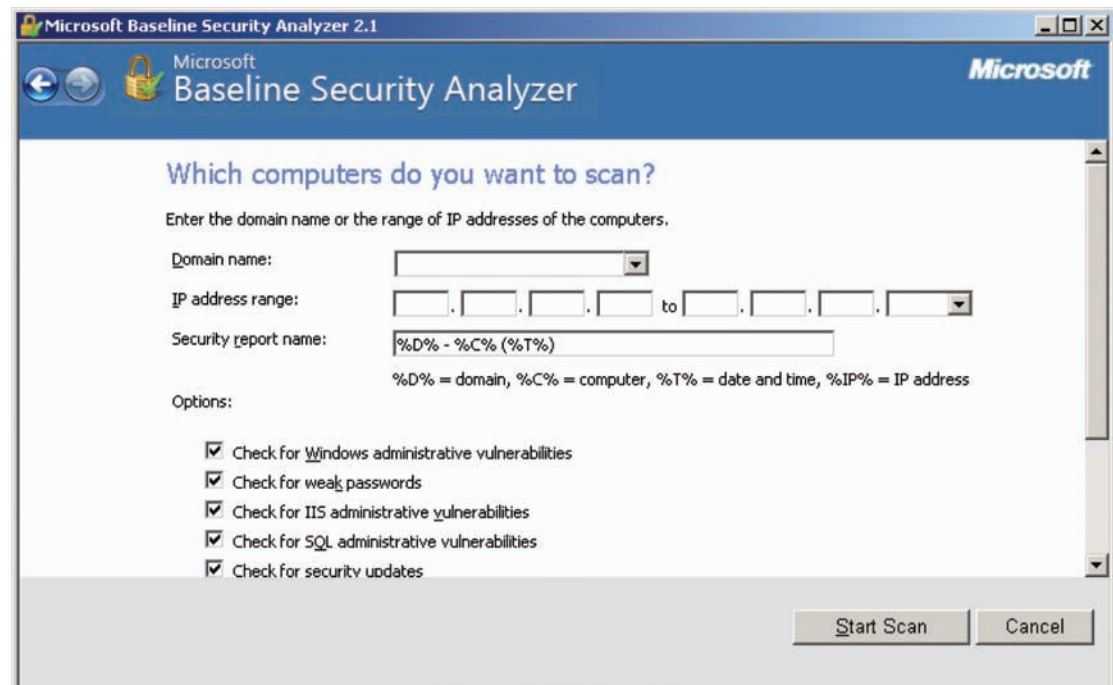 Microsoft Baseline Security Analyzer 2.1
Microsoft
Baseline Security Analyzer
Microsoft
Which computers do you want to scan?
Enter the domain name or the range of IP addresses of the computers.
Domain name:
IP address range: . . . to . . .
Security report name: %D% - %C% (%T%)
%D% = domain, %C% = computer, %T% = date and time, %IP% = IP address
Options:
Check for Windows administrative vulnerabilities
Check for weak passwords
Check for IIS administrative vulnerabilities
Check for SQL administrative vulnerabilities
Check for security updates
Start Scan Cancel